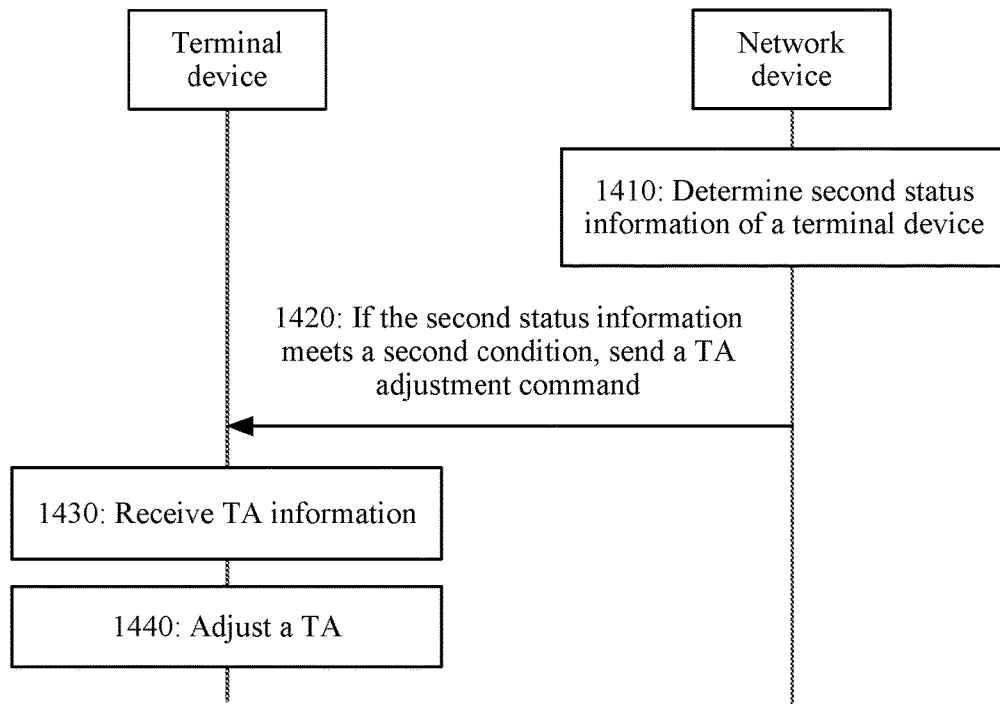 Terminal
device
Network
device
1410: Determine second status
information of a terminal device
1420: If the second status information
meets a second condition, send a TA
adjustment command
1430: Receive TA information
1440: Adjust a TA